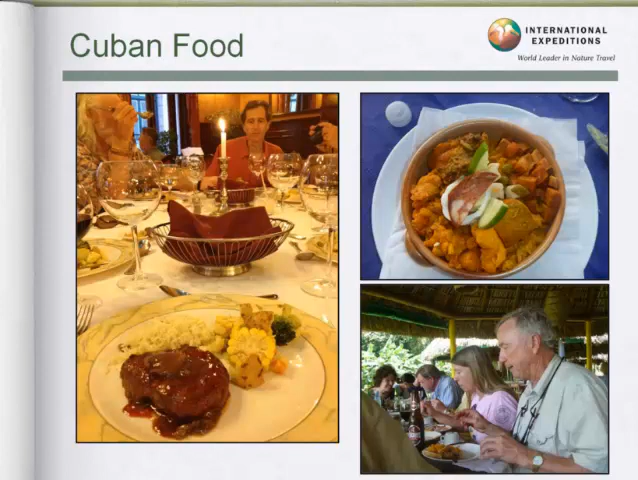 Cuban Food
INTERNATIONAL
EXPEDITIONS
World Leader in Nature Travel